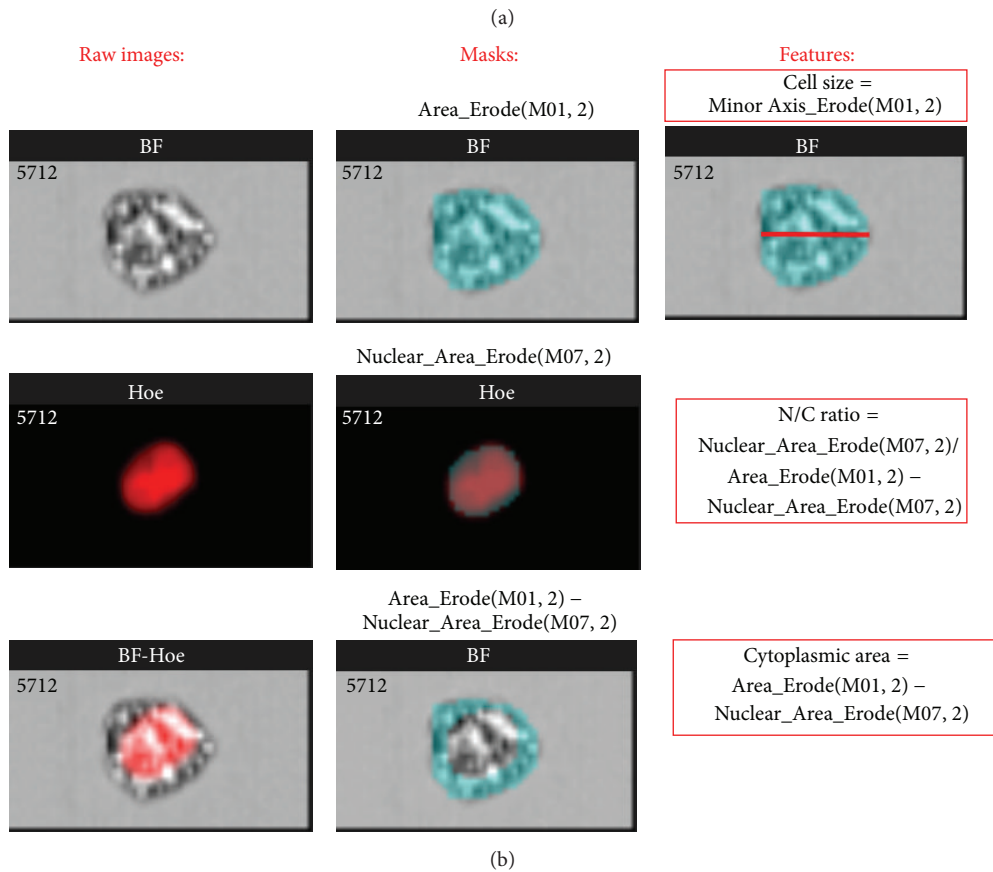 (a)
Raw images:
Masks:
Features:
Area_Erode(M01, 2)
Cell size =
Minor Axis_Erode(M01, 2)
BF
5712
BF
5712
BF
5712
Nuclear_Area_Erode(M07, 2)
Hoe
5712
Hoe
5712
N/C ratio =
Nuclear_Area_Erode(M07, 2)/
Area_Erode(M01, 2) −
Nuclear_Area_Erode(M07, 2)
Area_Erode(M01, 2) −
Nuclear_Area_Erode(M07, 2)
BF-Hoe
5712
BF
5712
Cytoplasmic area =
Area_Erode(M01, 2) −
Nuclear_Area_Erode(M07, 2)
(b)